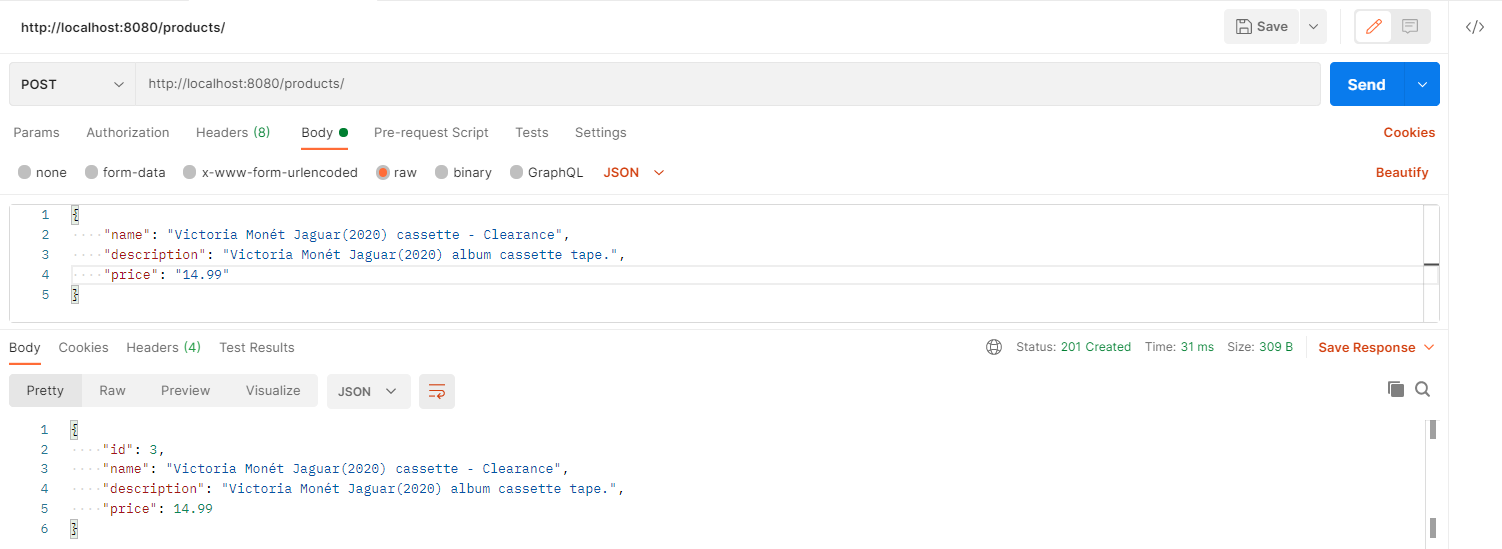 http://localhost:8080/products/ Save
POST http://localhost:8080/products/ Send
Params Authorization Headers (8) Body Pre-request Script Tests Settings Cookies
none form-data x-www-form-urlencoded raw binary GraphQL JSON Beautify
1 {
2 ····"name": "Victoria Monét Jaguar(2020) cassette - Clearance",
3 ····"description": "Victoria Monét Jaguar(2020) album cassette tape.",
4 ····"price": "14.99"
5 }
Body Cookies Headers (4) Test Results Status: 201 Created Time: 31 ms Size: 309 B Save Response
Pretty Raw Preview Visualize JSON
1 {
2 ····"id": 3,
3 ····"name": "Victoria Monét Jaguar(2020) cassette - Clearance",
4 ····"description": "Victoria Monét Jaguar(2020) album cassette tape.",
5 ····"price": 14.99
6 }